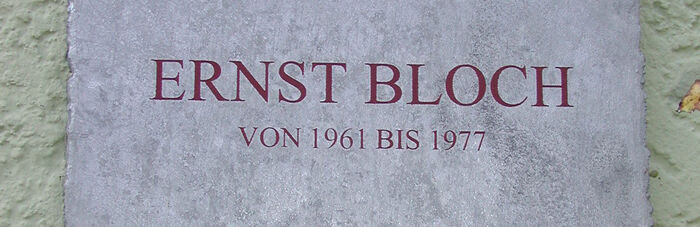 ERNST BLOCH
VON 1961 BIS 1977